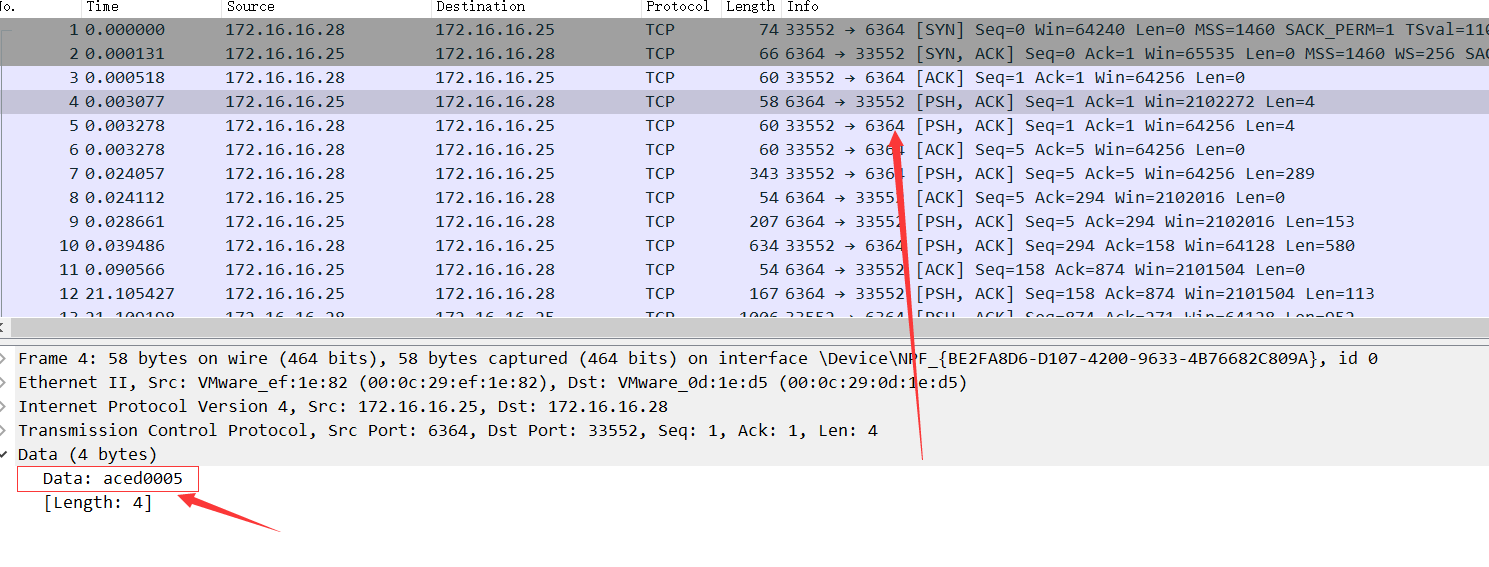 No. Time Source Destination Protocol Length Info
1 0.000000 172.16.16.28 172.16.16.25 TCP 74 33552 → 6364 [SYN] Seq=0 Win=64240 Len=0 MSS=1460 SACK_PERM=1
2 0.000131 172.16.16.25 172.16.16.28 TCP 66 6364 → 33552 [SYN, ACK] Seq=0 Ack=1 Win=65535 Len=0 MSS=1460 WS=256
3 0.000518 172.16.16.28 172.16.16.25 TCP 60 33552 → 6364 [ACK] Seq=1 Ack=1 Win=64256 Len=0
4 0.003077 172.16.16.25 172.16.16.28 TCP 58 6364 → 33552 [PSH, ACK] Seq=1 Ack=1 Win=2102272 Len=4
5 0.003278 172.16.16.28 172.16.16.25 TCP 60 33552 → 6364 [PSH, ACK] Seq=1 Ack=1 Win=64256 Len=4
6 0.003278 172.16.16.28 172.16.16.25 TCP 60 33552 → 6364 [ACK] Seq=5 Ack=5 Win=64256 Len=0
7 0.024057 172.16.16.28 172.16.16.25 TCP 343 33552 → 6364 [PSH, ACK] Seq=5 Ack=5 Win=64256 Len=289
8 0.024112 172.16.16.25 172.16.16.28 TCP 54 6364 → 33552 [ACK] Seq=5 Ack=294 Win=2102016 Len=0
9 0.028661 172.16.16.25 172.16.16.28 TCP 207 6364 → 33552 [PSH, ACK] Seq=5 Ack=294 Win=2102016 Len=153
10 0.039486 172.16.16.28 172.16.16.25 TCP 634 33552 → 6364 [PSH, ACK] Seq=294 Ack=158 Win=64128 Len=580
11 0.090566 172.16.16.25 172.16.16.28 TCP 54 6364 → 33552 [ACK] Seq=158 Ack=874 Win=2101504 Len=0
12 21.105427 172.16.16.25 172.16.16.28 TCP 167 6364 → 33552 [PSH, ACK] Seq=158 Ack=874 Win=2101504 Len=113
Frame 4: 58 bytes on wire (464 bits), 58 bytes captured (464 bits) on interface \Device\NPF_{BE2FA8D6-D107-4200-9633-4B76682C809A}, id 0
Ethernet II, Src: VMware_ef:1e:82 (00:0c:29:ef:1e:82), Dst: VMware_0d:1e:d5 (00:0c:29:0d:1e:d5)
Internet Protocol Version 4, Src: 172.16.16.25, Dst: 172.16.16.28
Transmission Control Protocol, Src Port: 6364, Dst Port: 33552, Seq: 1, Ack: 1, Len: 4
Data (4 bytes)
Data: aced0005
[Length: 4]